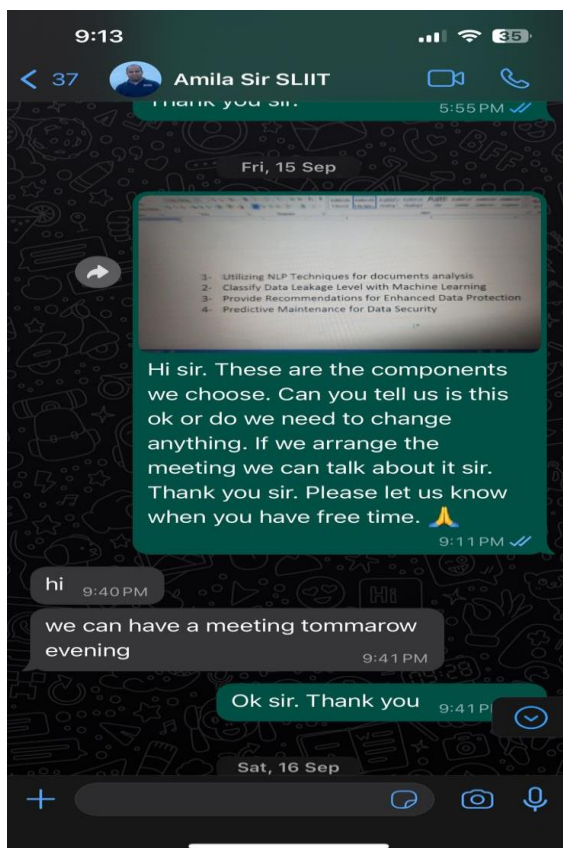 9:13
35
37
Amila Sir SLIIT
Thank you sir.
5:55 PM
Fri, 15 Sep
1- Utilizing NLP Techniques for documents analysis
2- Classify Data Leakage Level with Machine Learning
3- Provide Recommendations for Enhanced Data Protection
4- Predictive Maintenance for Data Security
Hi sir. These are the components
we choose. Can you tell us is this
ok or do we need to change
anything. If we arrange the
meeting we can talk about it sir.
Thank you sir. Please let us know
when you have free time. 🙏
9:11 PM
hi
9:40 PM
we can have a meeting tommarow
evening
9:41 PM
Ok sir. Thank you
9:41 P
Sat, 16 Sep